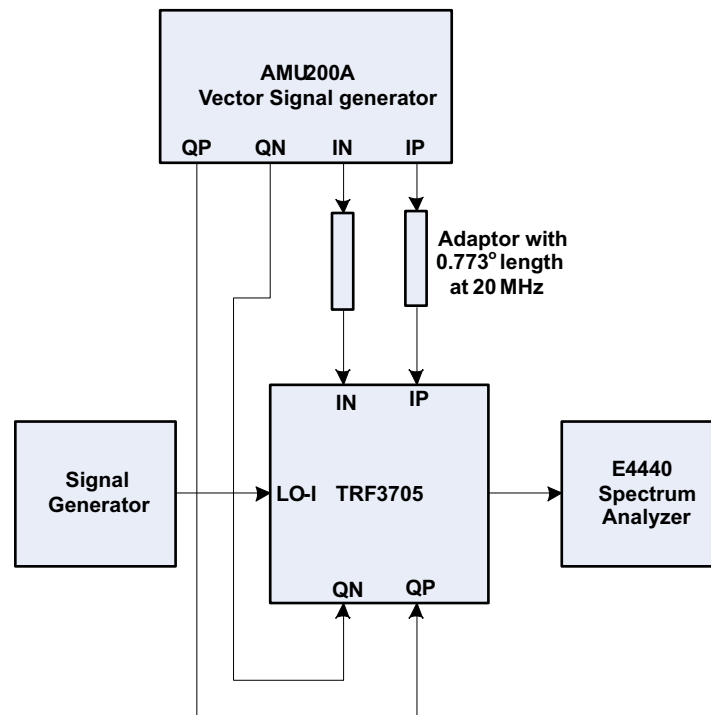 AMU200A
Vector Signal generator
QP QN IN IP
Adaptor with
0.773° length
at 20 MHz
IN IP
Signal
Generator
LO-I TRF3705
E4440
Spectrum
Analyzer
QN QP